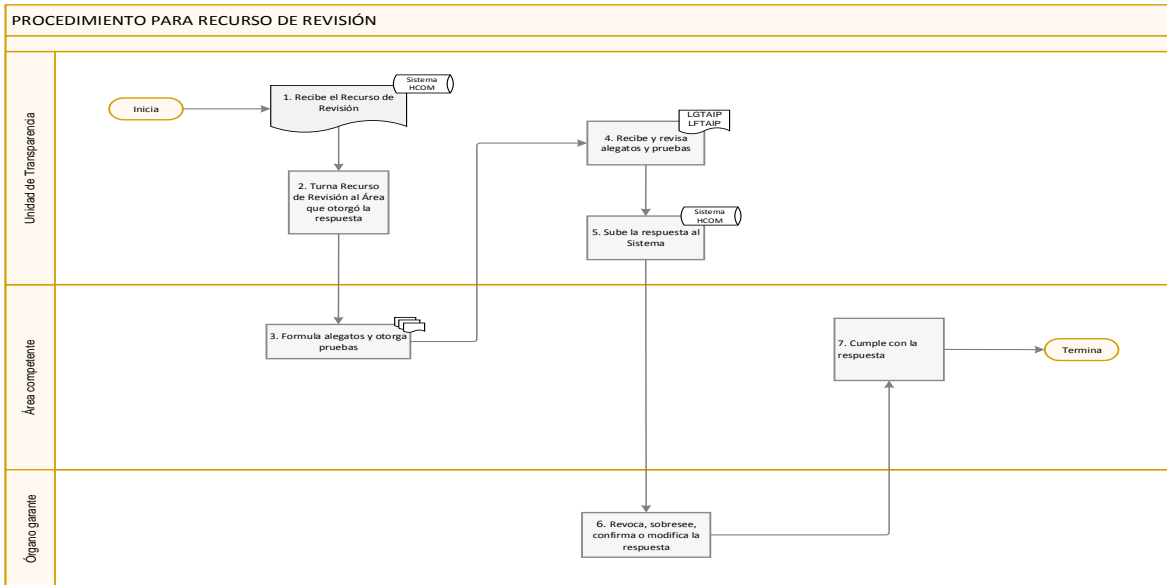 PROCEDIMIENTO PARA RECURSO DE REVISIÓN
Unidad de Transparencia
Inicia
Sistema
HCOM
1. Recibe el Recurso de
Revisión
2. Turna Recurso
de Revisión al Área
que otorgó la
respuesta
LGTAIP
LFTAIP
4. Recibe y revisa
alegatos y pruebas
Sistema
HCOM
5. Sube la respuesta al
Sistema
Área competente
3. Formula alegatos y otorga
pruebas
7. Cumple con la
respuesta
Termina
Órgano garante
6. Revoca, sobresee,
confirma o modifica la
respuesta